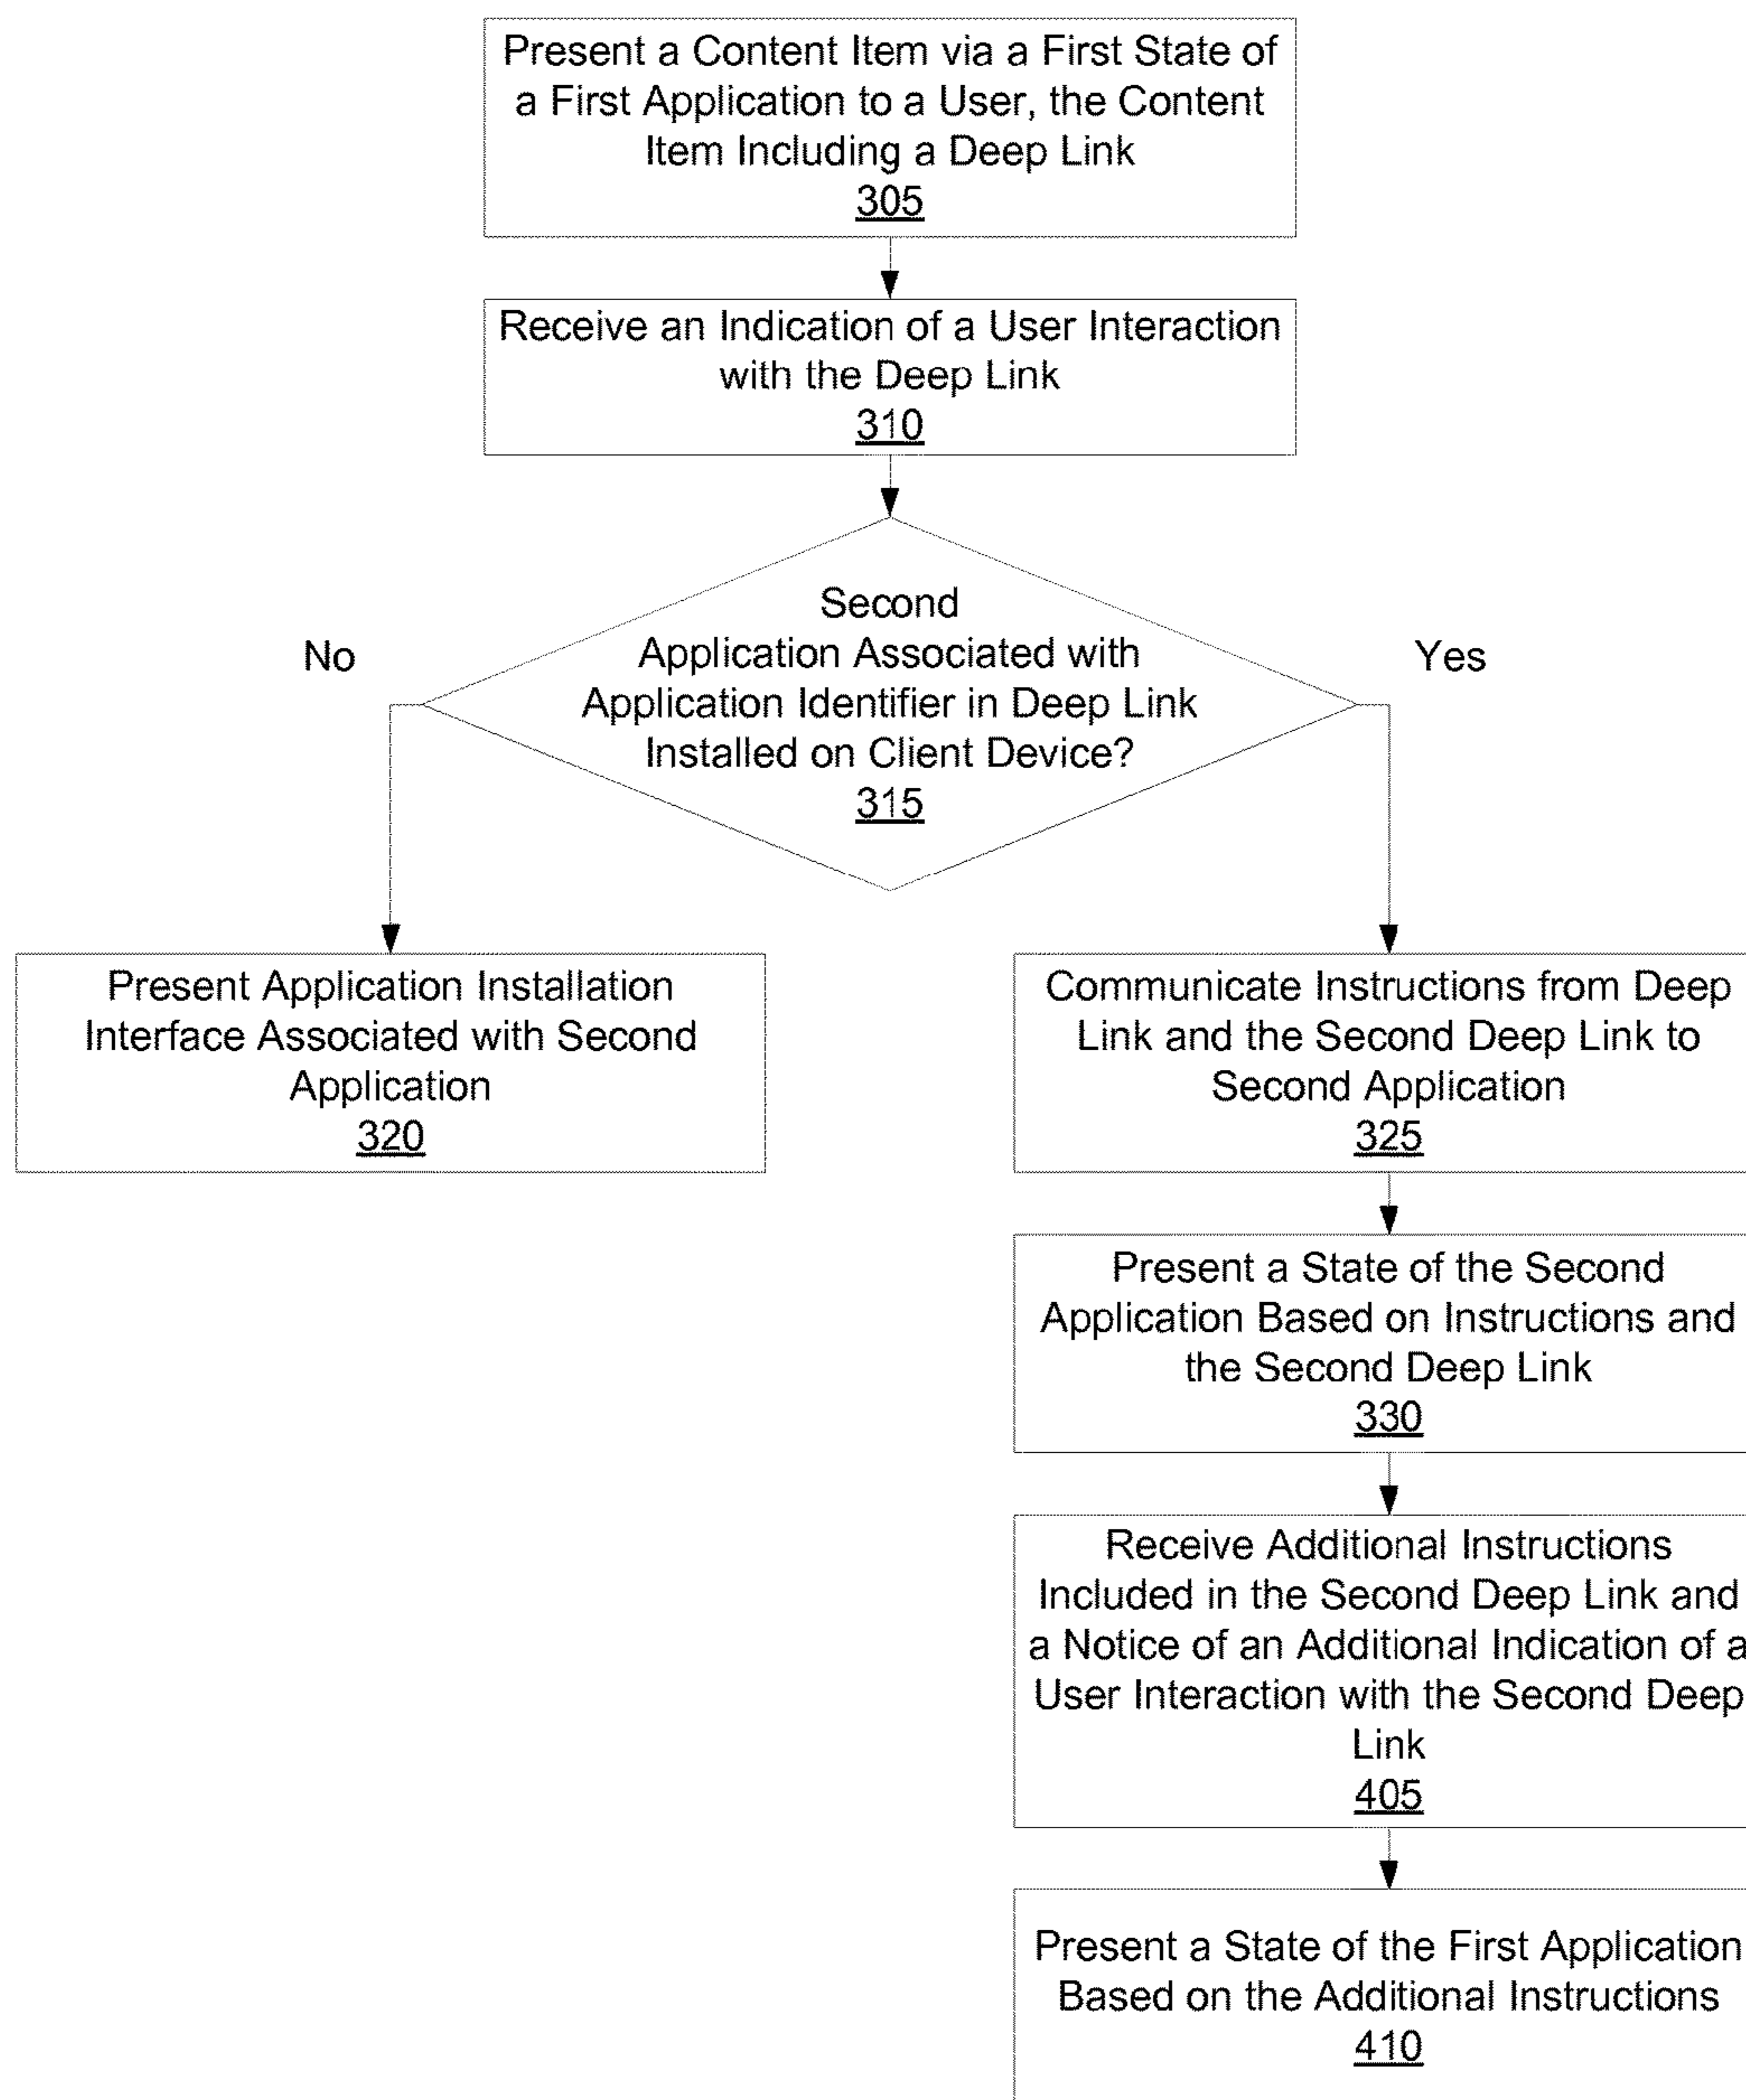 Present a Content Item via a First State of
a First Application to a User, the Content
Item Including a Deep Link
305
Receive an Indication of a User Interaction
with the Deep Link
310
Second
Application Associated with
Application Identifier in Deep Link
Installed on Client Device?
315
No
Yes
Present Application Installation
Interface Associated with Second
Application
320
Communicate Instructions from Deep
Link and the Second Deep Link to
Second Application
325
Present a State of the Second
Application Based on Instructions and
the Second Deep Link
330
Receive Additional Instructions
Included in the Second Deep Link and
a Notice of an Additional Indication of a
User Interaction with the Second Deep
Link
405
Present a State of the First Application
Based on the Additional Instructions
410